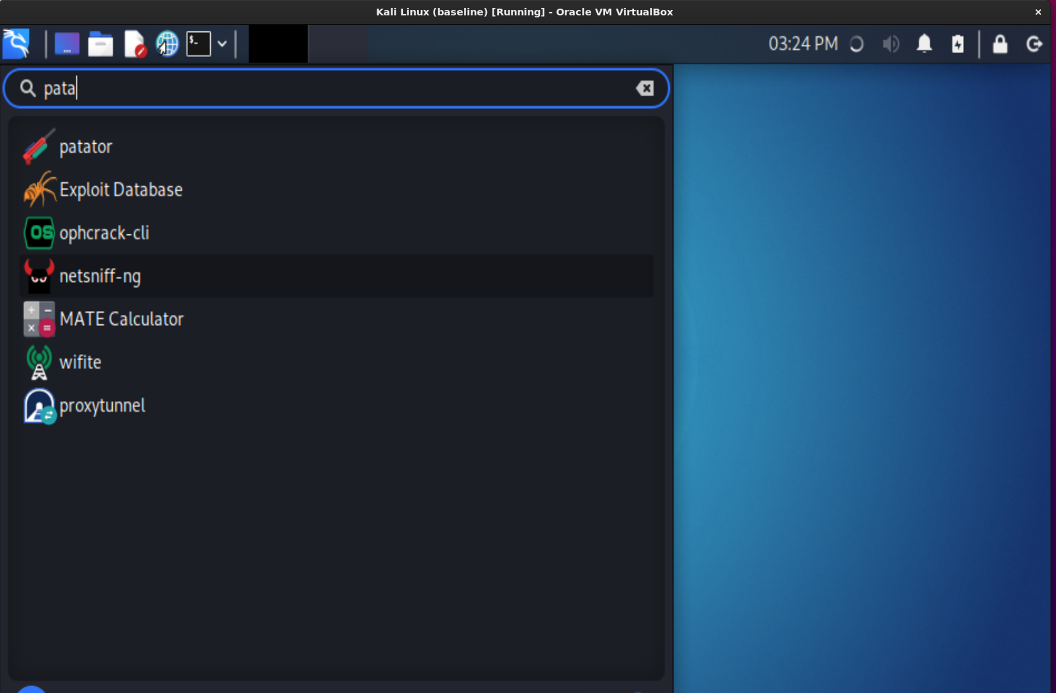 Kali Linux (baseline) [Running] - Oracle VM VirtualBox
$-
03:24 PM
pata
patator
Exploit Database
OS ophcrack-cli
netsniff-ng
MATE Calculator
wifite
proxytunnel